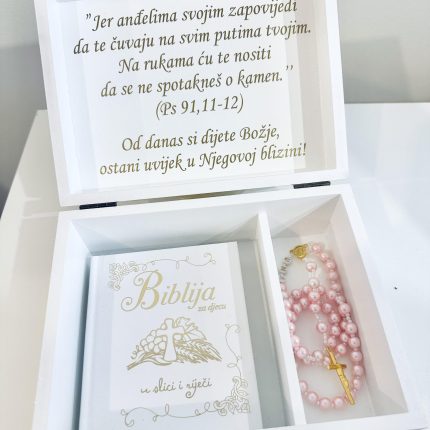 "Jer anđelima svojim zapovijedi
da te čuvaju na svim putima tvojim.
Na rukama ću te nositi
da se ne spotakneš o kamen.''
(Ps 91,11-12)
Od danas si dijete Božje,
ostani uvijek u Njegovoj blizini!
Biblija
za djecu
u slici i riječi